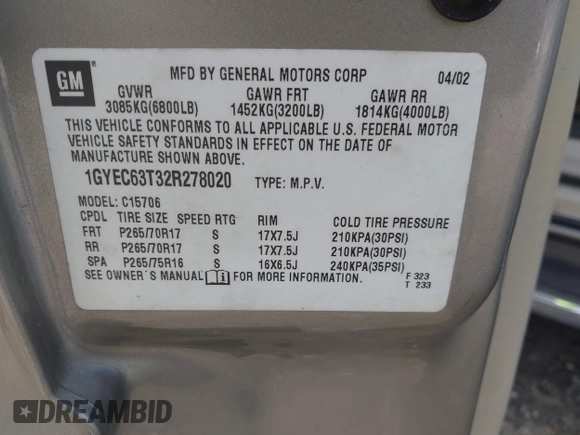 GM
MFD BY GENERAL MOTORS CORP 04/02
GVWR GAWR FRT GAWR RR
3085KG(6800LB) 1452KG(3200LB) 1814KG(4000LB)
THIS VEHICLE CONFORMS TO ALL APPLICABLE U.S. FEDERAL MOTOR
VEHICLE SAFETY STANDARDS IN EFFECT ON THE DATE OF
MANUFACTURE SHOWN ABOVE.
1GYEC63T32R278020 TYPE: M.P.V.
MODEL: C15706
CPDL TIRE SIZE SPEED RTG RIM COLD TIRE PRESSURE
FRT P265/70R17 S 17X7.5J 210KPA(30PSI)
RR P265/70R17 S 17X7.5J 210KPA(30PSI)
SPA P265/75R16 S 16X6.5J 240KPA(35PSI)
SEE OWNER'S MANUAL i FOR MORE INFORMATION. F 323
T 233
DREAMBID